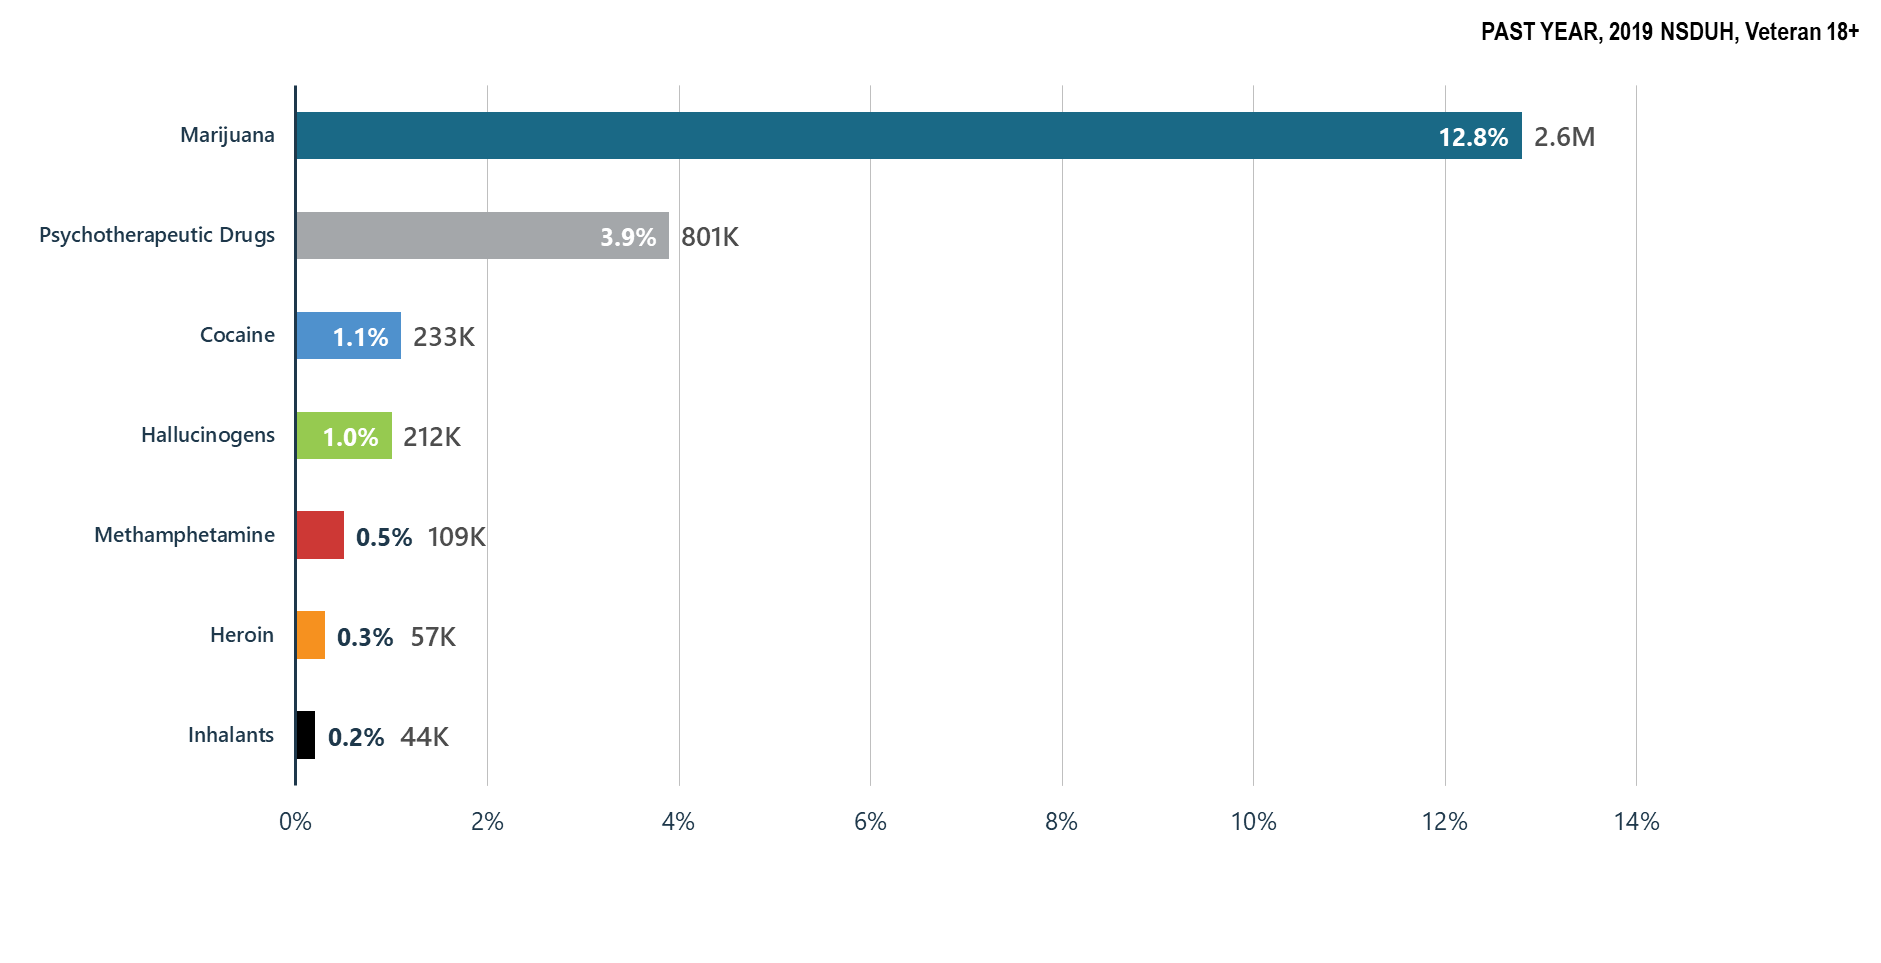 PAST YEAR, 2019 NSDUH, Veteran 18+
Marijuana 12.8% 2.6M
Psychotherapeutic Drugs 3.9% 801K
Cocaine 1.1% 233K
Hallucinogens 1.0% 212K
Methamphetamine 0.5% 109K
Heroin 0.3% 57K
Inhalants 0.2% 44K
0% 2% 4% 6% 8% 10% 12% 14%